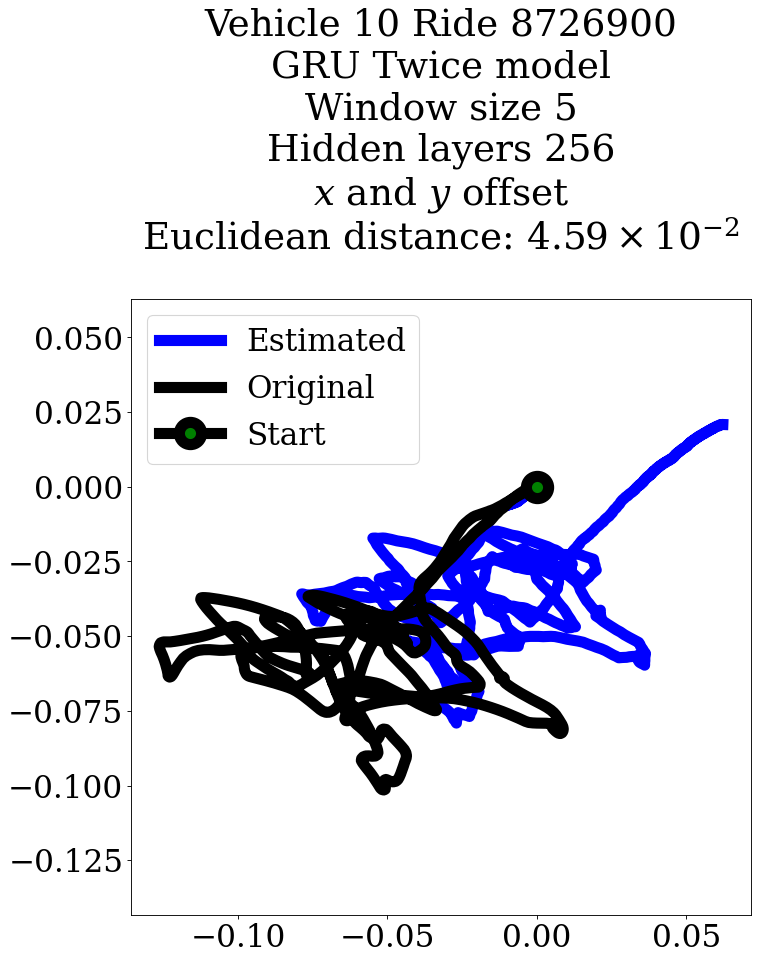 Vehicle 10 Ride 8726900
GRU Twice model
Window size 5
Hidden layers 256
x and y offset
Euclidean distance: 4.59 × 10⁻²
Estimated
Original
Start
0.050
0.025
0.000
−0.025
−0.050
−0.075
−0.100
−0.125
−0.10 −0.05 0.00 0.05